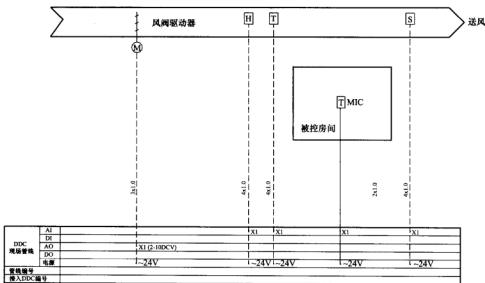 风阀驱动器 H T S 送风
M
T MIC
被控房间
3x1.0 4x1.0 4x1.0 2x1.0 4x1.0
DDC
现场管线
AI X1 X1 X1 X1
DI
AO X1 (2-10DCV)
DO
电源 ~24V ~24V ~24V ~24V ~24V
管线编号
接入DDC编号